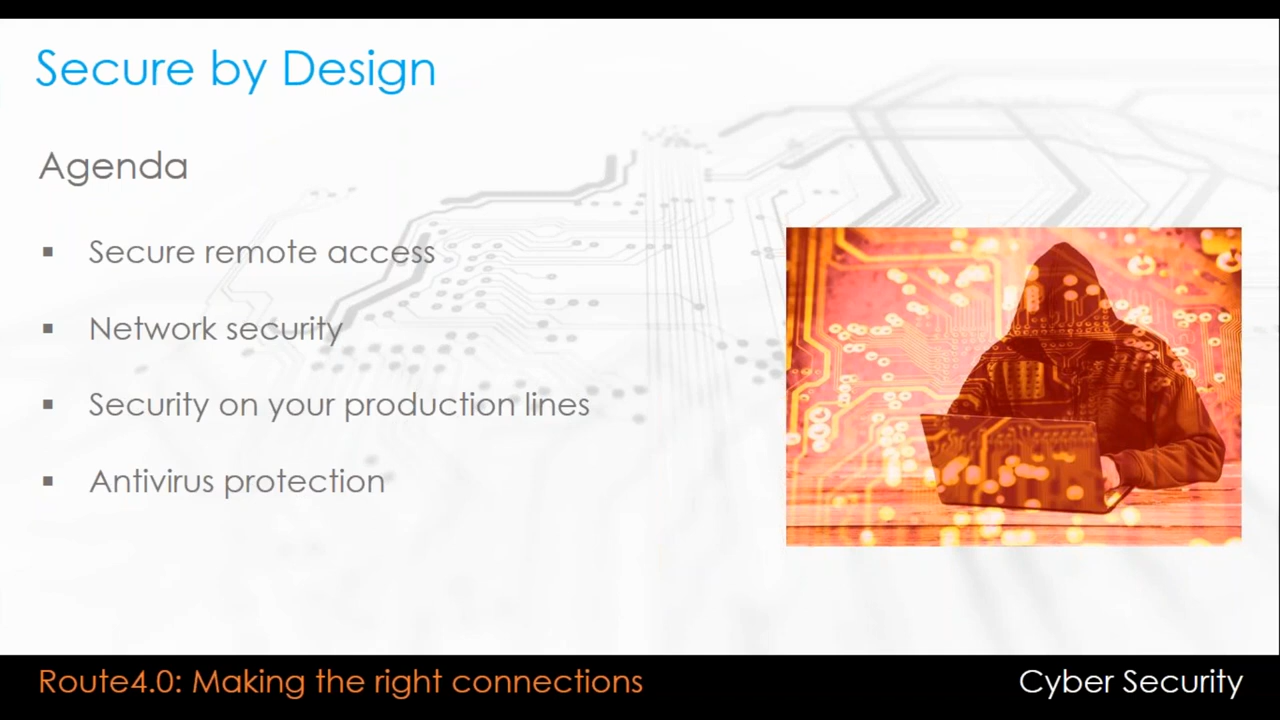 Secure by Design
Agenda
▪ Secure remote access
▪ Network security
▪ Security on your production lines
▪ Antivirus protection
Route4.0: Making the right connections
Cyber Security